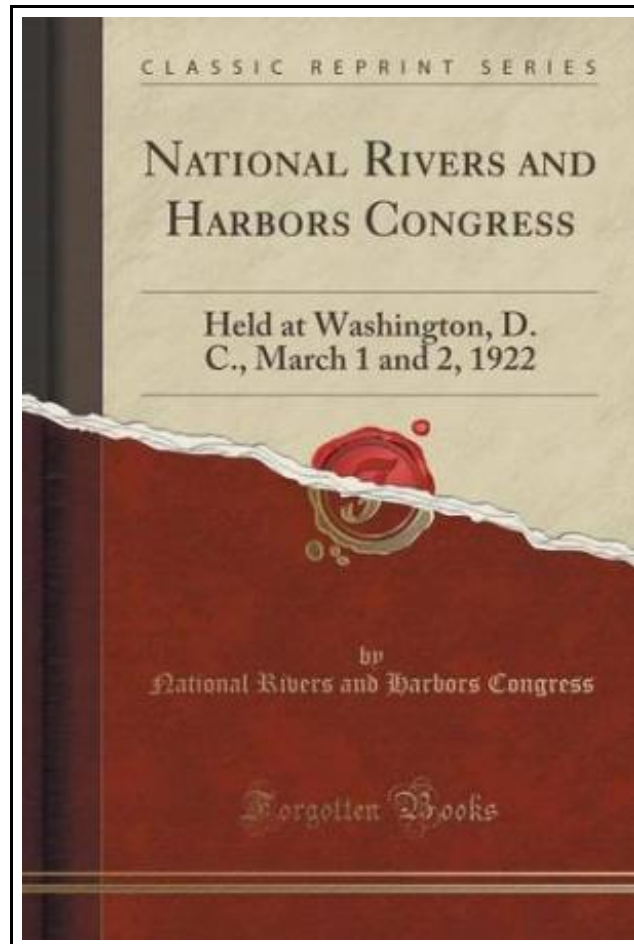 CLASSIC REPRINT SERIES
NATIONAL RIVERS AND
HARBORS CONGRESS
Held at Washington, D.
C., March 1 and 2, 1922
F
by
National Rivers and Harbors Congress
Forgotten Books